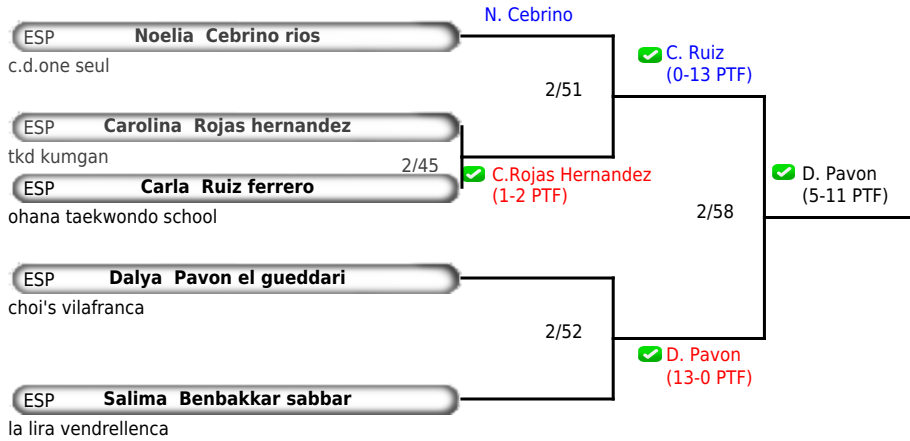 N. Cebrino
ESP Noelia Cebrino rios
c.d.one seul
2/51
C. Ruiz
(0-13 PTF)
ESP Carolina Rojas hernandez
tkd kumgan
2/45
C.Rojas Hernandez
(1-2 PTF)
ESP Carla Ruiz ferrero
ohana taekwondo school
D. Pavon
(5-11 PTF)
2/58
ESP Dalya Pavon el gueddari
choi's vilafranca
2/52
D. Pavon
(13-0 PTF)
ESP Salima Benbakkar sabbar
la lira vendrellenca